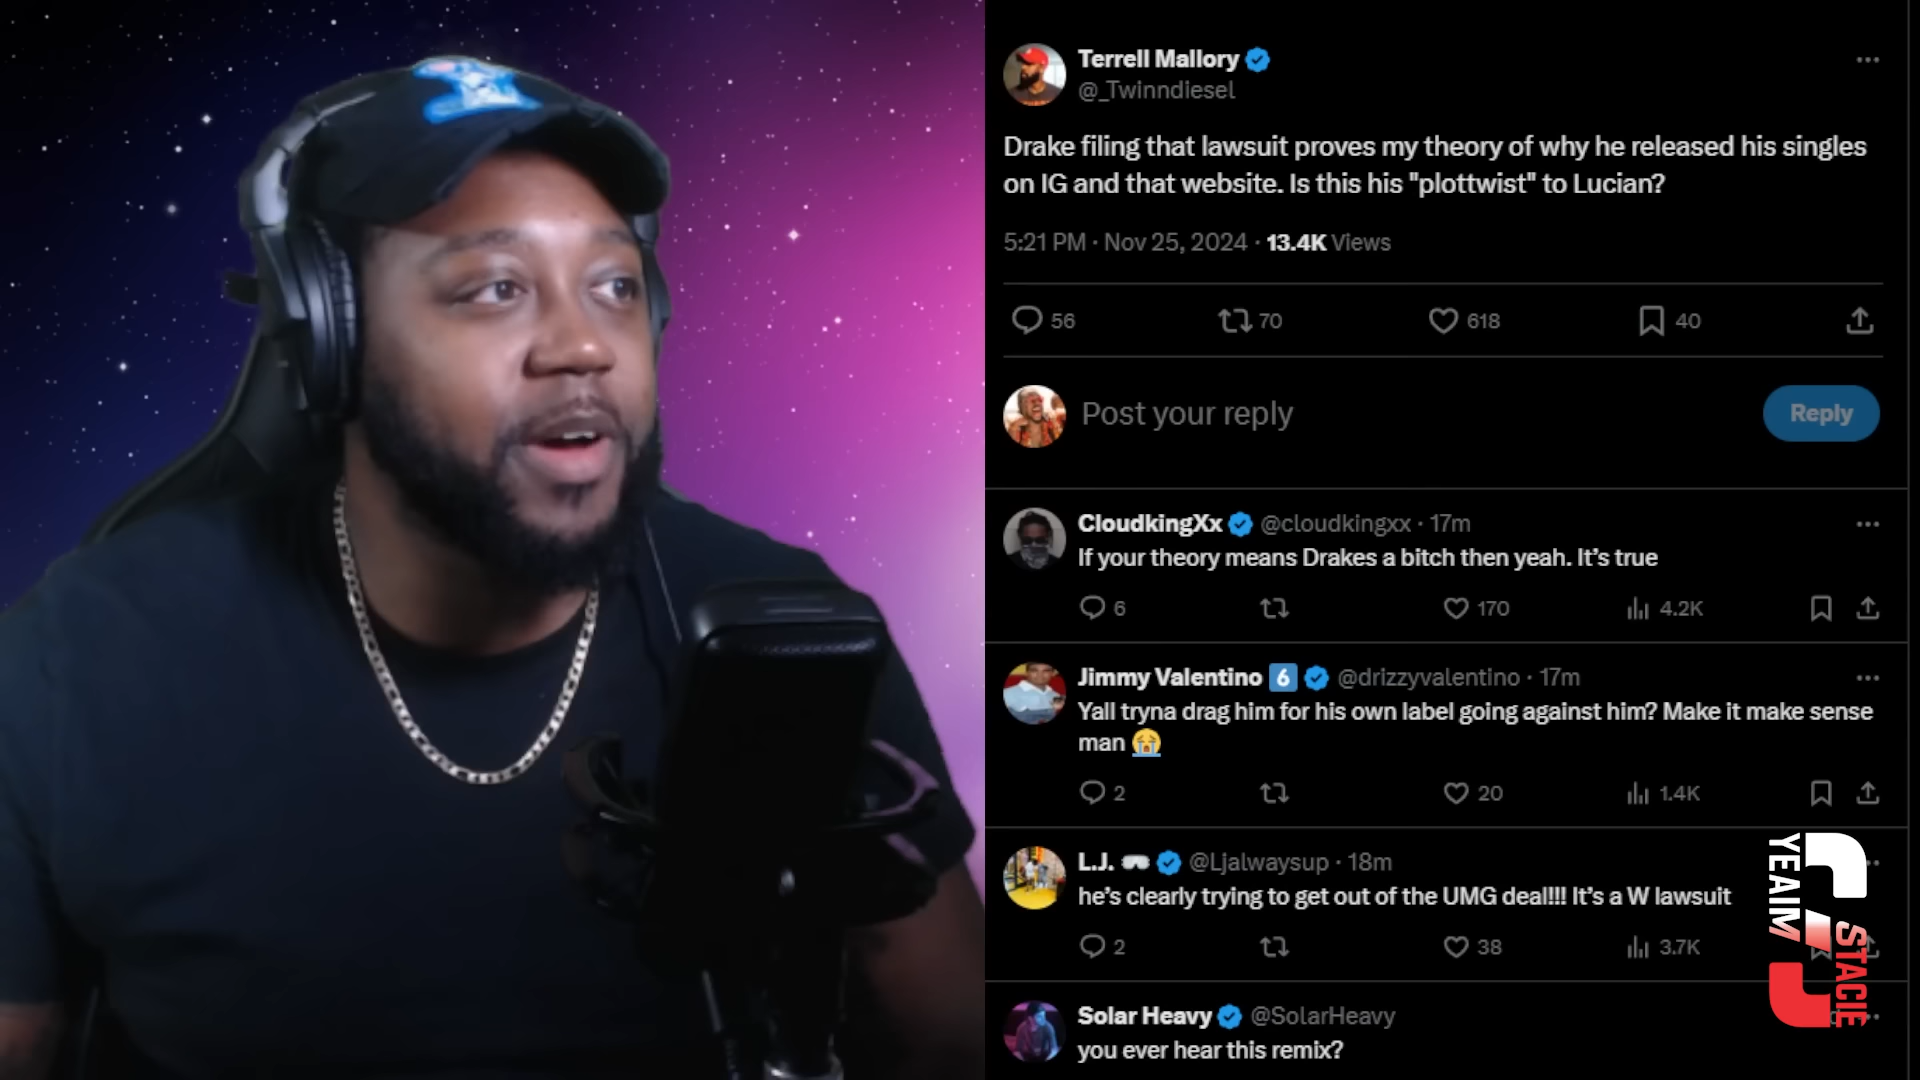 Terrell Mallory
@_Twinndiesel
Drake filing that lawsuit proves my theory of why he released his singles
on IG and that website. Is this his "plottwist" to Lucian?
5:21 PM · Nov 25, 2024 · 13.4K Views
56 70 618 40
Post your reply
Reply
CloudkingXx @cloudkingxx · 17m
If your theory means Drakes a bitch then yeah. It’s true
6 170 4.2K
Jimmy Valentino 6 @drizzyvalentino · 17m
Yall tryna drag him for his own label going against him? Make it make sense
man 😭
2 20 1.4K
L.J. @Ljalwaysup · 18m
he’s clearly trying to get out of the UMG deal!!! It’s a W lawsuit
2 38 3.7K
YEAIM
STACIE
Solar Heavy @SolarHeavy
you ever hear this remix?